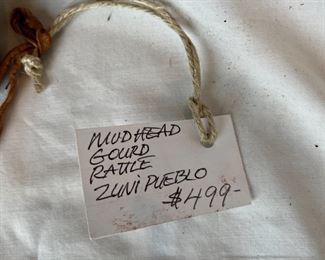 MUDHEAD
GOURD
RATTLE
ZUNI PUEBLO
$499-